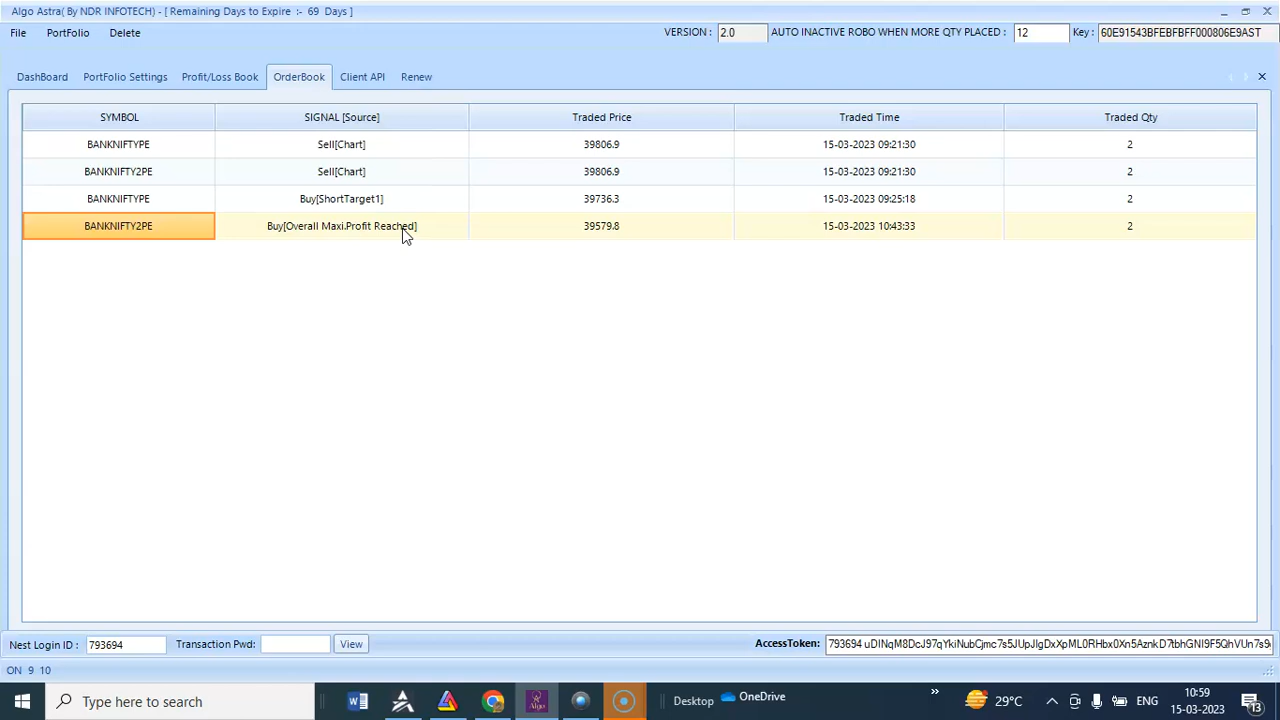 Algo Astra( By NDR INFOTECH) - [ Remaining Days to Expire :- 69 Days ]
File PortFolio Delete VERSION : 2.0 AUTO INACTIVE ROBO WHEN MORE QTY PLACED : 12 Key : 60E91543BFEBFBFF000806E9AST
DashBoard PortFolio Settings Profit/Loss Book OrderBook Client API Renew
SYMBOL SIGNAL [Source] Traded Price Traded Time Traded Qty
BANKNIFTYPE Sell[Chart] 39806.9 15-03-2023 09:21:30 2
BANKNIFTY2PE Sell[Chart] 39806.9 15-03-2023 09:21:30 2
BANKNIFTYPE Buy[ShortTarget1] 39736.3 15-03-2023 09:25:18 2
BANKNIFTY2PE Buy[Overall Maxi.Profit Reached] 39579.8 15-03-2023 10:43:33 2
Nest Login ID : 793694 Transaction Pwd: View AccessToken: 793694
ON 9 10
Type here to search Desktop OneDrive » 29°C ENG 10:59
15-03-2023 13